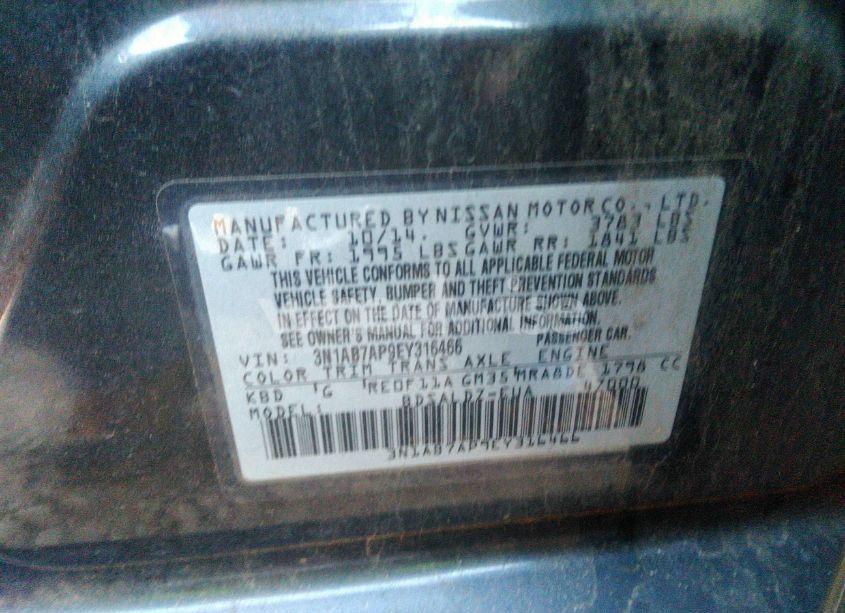 MANUFACTURED BY NISSAN MOTOR CO., LTD.
DATE: 10/14. GVWR: 3783 LBS
GAWR FR: 1995 LBS GAWR RR: 1841 LBS
THIS VEHICLE CONFORMS TO ALL APPLICABLE FEDERAL MOTOR
VEHICLE SAFETY, BUMPER AND THEFT PREVENTION STANDARDS
IN EFFECT ON THE DATE OF MANUFACTURE SHOWN ABOVE.
SEE OWNER'S MANUAL FOR ADDITIONAL INFORMATION.
VIN: 3N1AB7AP9EY316466 PASSENGER CAR.
COLOR TRIM TRANS AXLE ENGINE
KBD G RE0F11A GM35 MRA8DE 1798 CC
MODEL:
3N1AB7AP9EY316466